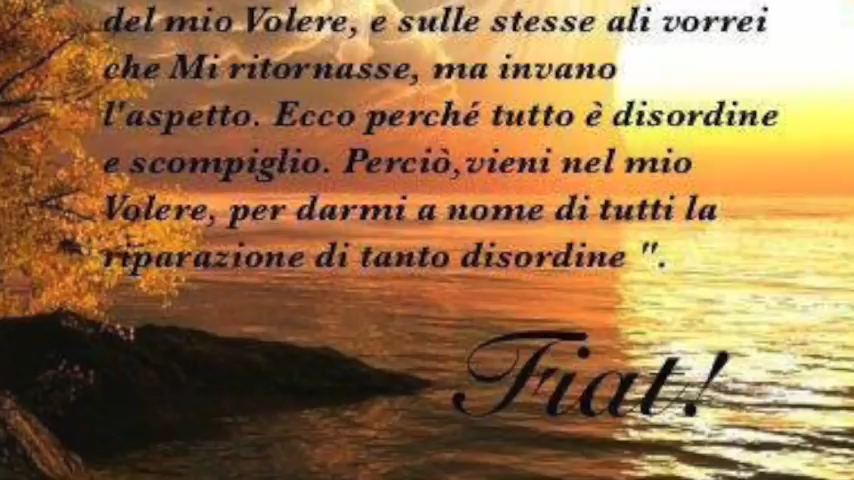 del mio Volere, e sulle stesse ali vorrei
che Mi ritornasse, ma invano
l'aspetto. Ecco perché tutto è disordine
e scompiglio. Perciò,vieni nel mio
Volere, per darmi a nome di tutti la
riparazione di tanto disordine ".
Fiat!